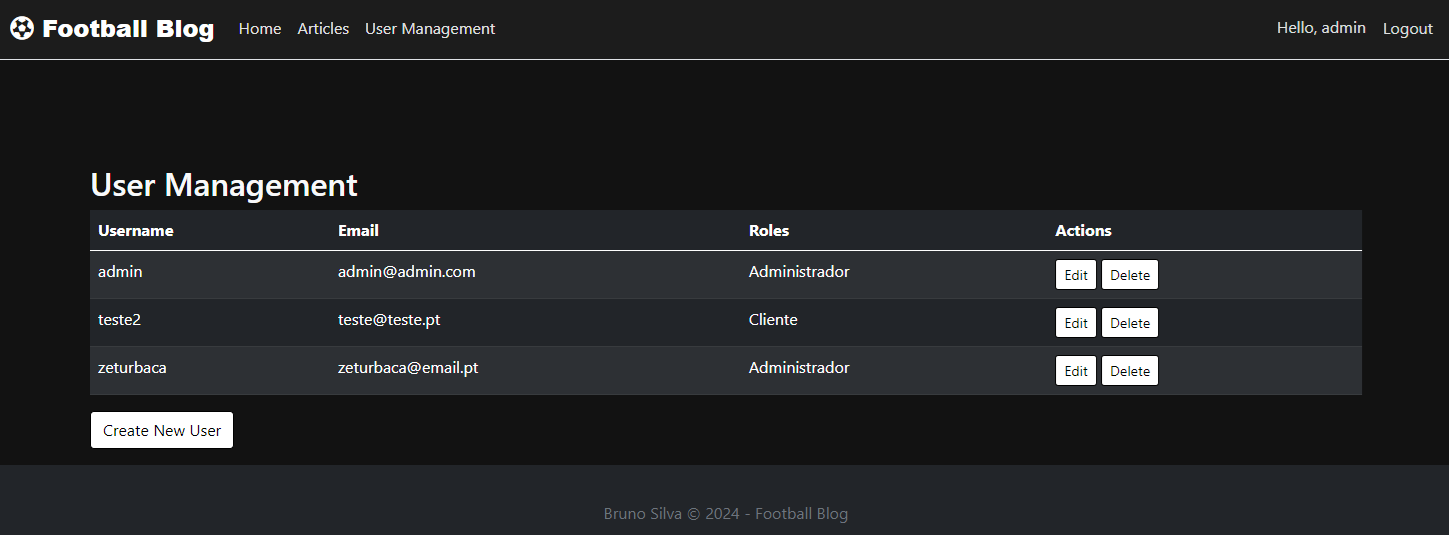 Football Blog Home Articles User Management Hello, admin Logout
User Management
Username Email Roles Actions
admin admin@admin.com Administrador Edit Delete
teste2 teste@teste.pt Cliente Edit Delete
zeturbaca zeturbaca@email.pt Administrador Edit Delete
Create New User
Bruno Silva © 2024 - Football Blog